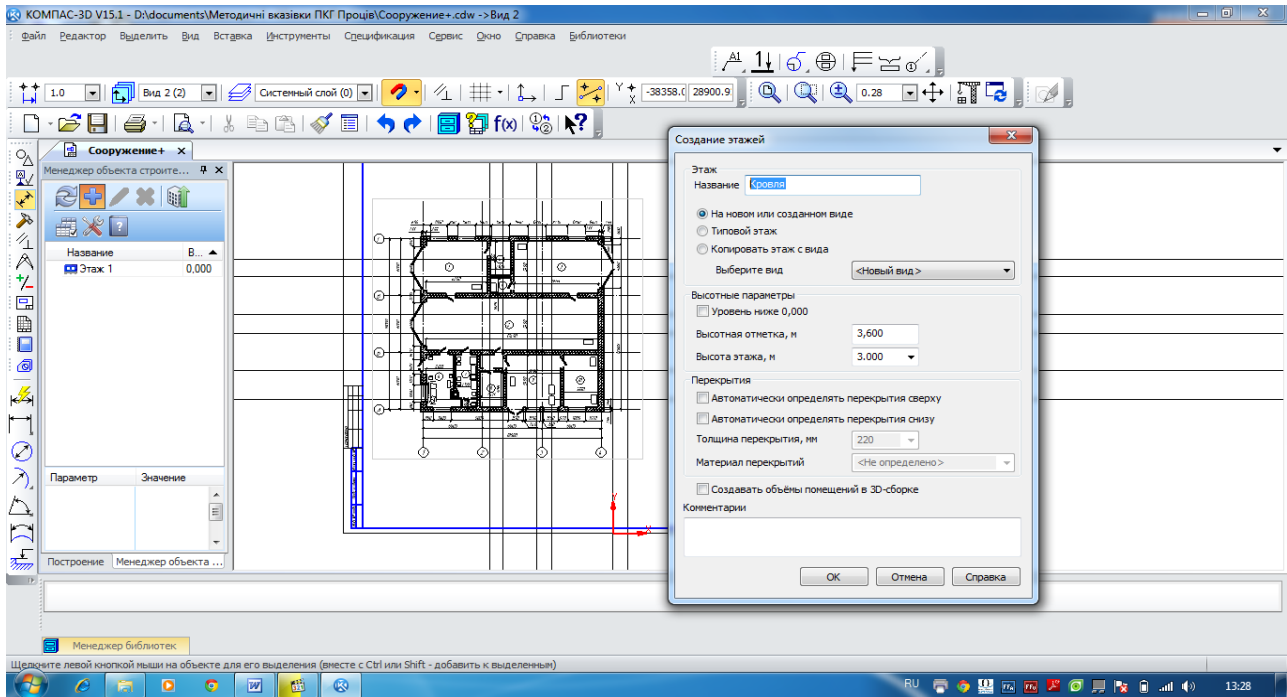 КОМПАС-3D V15.1 - D:\documents\Методичні вказівки ПКГ Проців\Сооружение+.cdw ->Вид 2
Файл Редактор Выделить Вид Вставка Инструменты Спецификация Сервис Окно Справка Библиотеки
1.0 Вид 2 (2) Системный слой (0) -38358.( 28900.9 0.28
f(x)
Сооружение+
Менеджер объекта строите...
Название В...
Этаж 1 0,000
Параметр Значение
Построение Менеджер объекта ...
Создание этажей
Этаж
Название Кровля
На новом или созданном виде
Типовой этаж
Копировать этаж с вида
Выберите вид <Новый вид>
Высотные параметры
Уровень ниже 0,000
Высотная отметка, м 3,600
Высота этажа, м 3.000
Перекрытия
Автоматически определять перекрытия сверху
Автоматически определять перекрытия снизу
Толщина перекрытия, мм 220
Материал перекрытий <Не определено>
Создавать объёмы помещений в 3D-сборке
Комментарии
OK Отмена Справка
Y
X
Менеджер библиотек
Щелкните левой кнопкой мыши на объекте для его выделения (вместе с Ctrl или Shift - добавить к выделенным)
RU 13:28